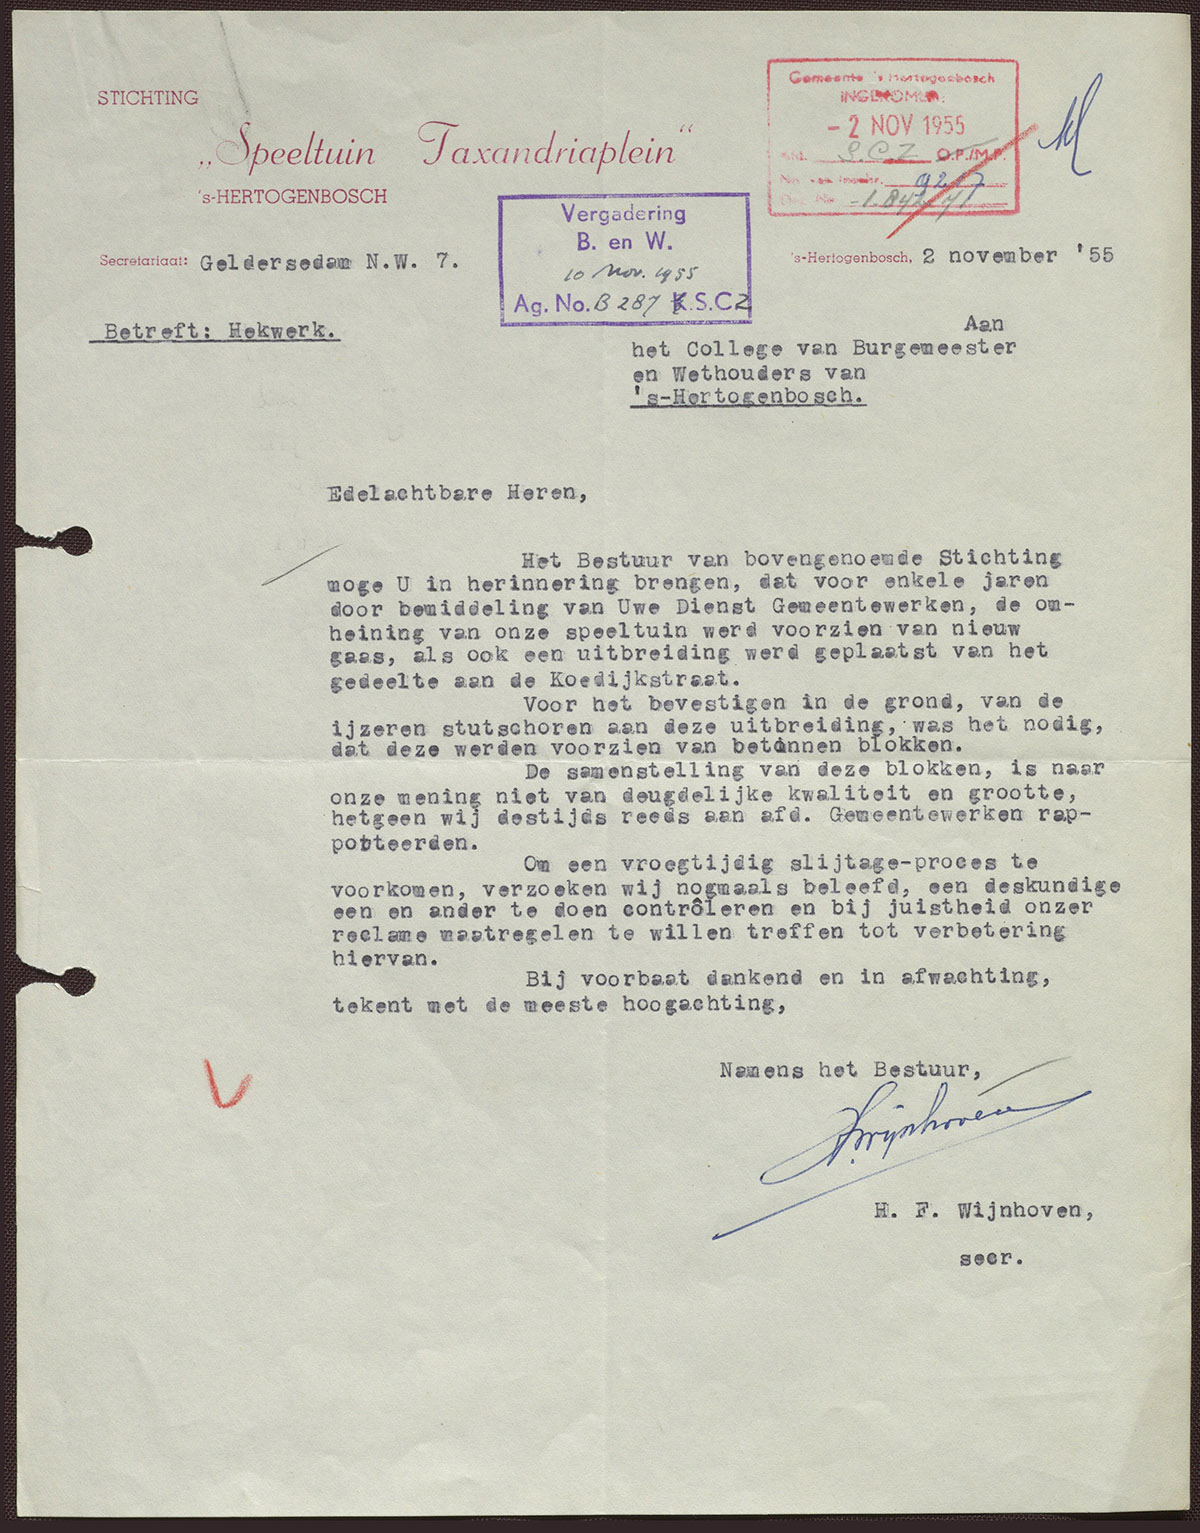 STICHTING
„Speeltuin Taxandriaplein”
's-HERTOGENBOSCH
Gemeente 's Hertogenbosch
INGEKOMEN:
- 2 NOV 1955
S.C.Z O.P./M.P.
Vergadering
B. en W.
10 Nov. 1955
Ag. No. B 287 K.S.CZ
Secretariaat: Geldersedam N.W. 7.
's-Hertogenbosch, 2 november '55
Betreft: Hekwerk.
Aan
het College van Burgemeester
en Wethouders van
's-Hertogenbosch.
Edelachtbare Heren,
Het Bestuur van bovengenoemde Stichting
moge U in herinnering brengen, dat voor enkele jaren
door bemiddeling van Uwe Dienst Gemeentewerken, de om-
heining van onze speeltuin werd voorzien van nieuw
gaas, als ook een uitbreiding werd geplaatst van het
gedeelte aan de Koedijkstraat.
Voor het bevestigen in de grond, van de
ijzeren stutschoren aan deze uitbreiding, was het nodig,
dat deze werden voorzien van betonnen blokken.
De samenstelling van deze blokken, is naar
onze mening niet van deugdelijke kwaliteit en grootte,
hetgeen wij destijds reeds aan afd. Gemeentewerken rap-
porteerden.
Om een vroegtijdig slijtage-proces te
voorkomen, verzoeken wij nogmaals beleefd, een deskundige
een en ander te doen contrôleren en bij juistheid onzer
reclame maatregelen te willen treffen tot verbetering
hiervan.
Bij voorbaat dankend en in afwachting,
tekent met de meeste hoogachting,
Namens het Bestuur,
Wijnhoven
H. F. Wijnhoven,
secr.